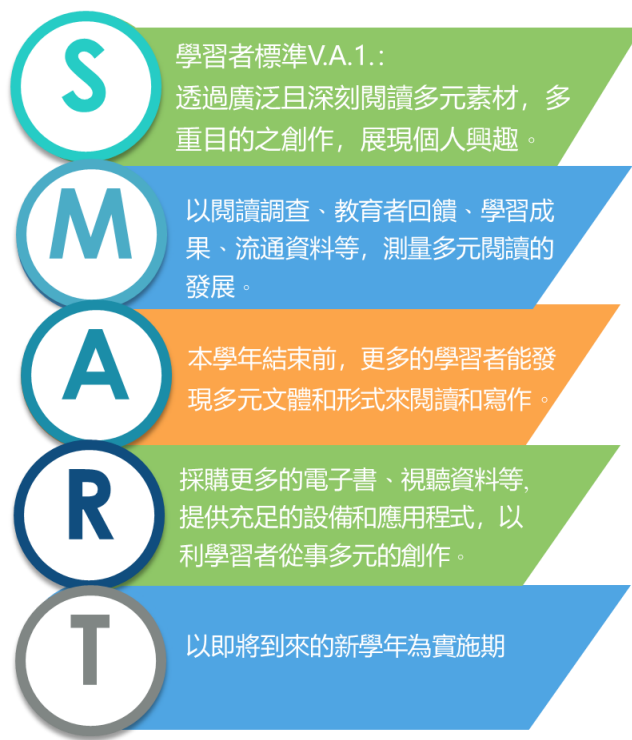 S
學習者標準V.A.1.：
透過廣泛且深刻閱讀多元素材，多
重目的之創作，展現個人興趣。
M
以閱讀調查、教育者回饋、學習成
果、流通資料等，測量多元閱讀的
發展。
A
本學年結束前，更多的學習者能發
現多元文體和形式來閱讀和寫作。
R
採購更多的電子書、視聽資料等，
提供充足的設備和應用程式，以
利學習者從事多元的創作。
T
以即將到來的新學年為實施期